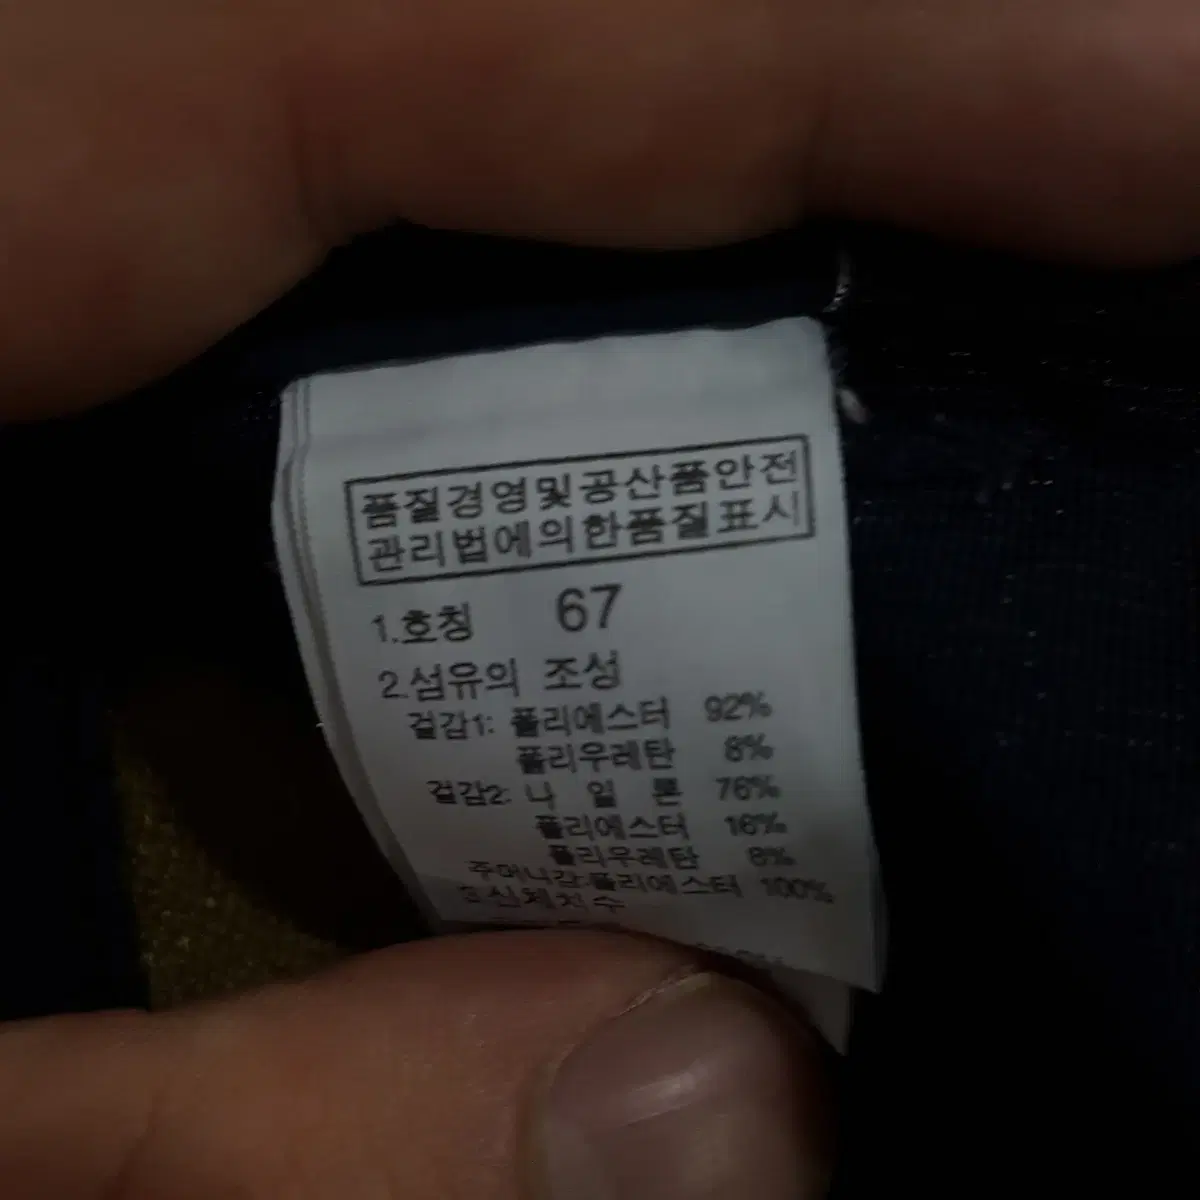 품질경영및공산품안전
관리법에의한품질표시
1.호칭 67
2.섬유의 조성
겉감1: 폴리에스터 92%
폴리우레탄 8%
겉감2: 나 일 론 76%
폴리에스터 16%
폴리우레탄 8%
주머니감:폴리에스터 100%
3.신체치수